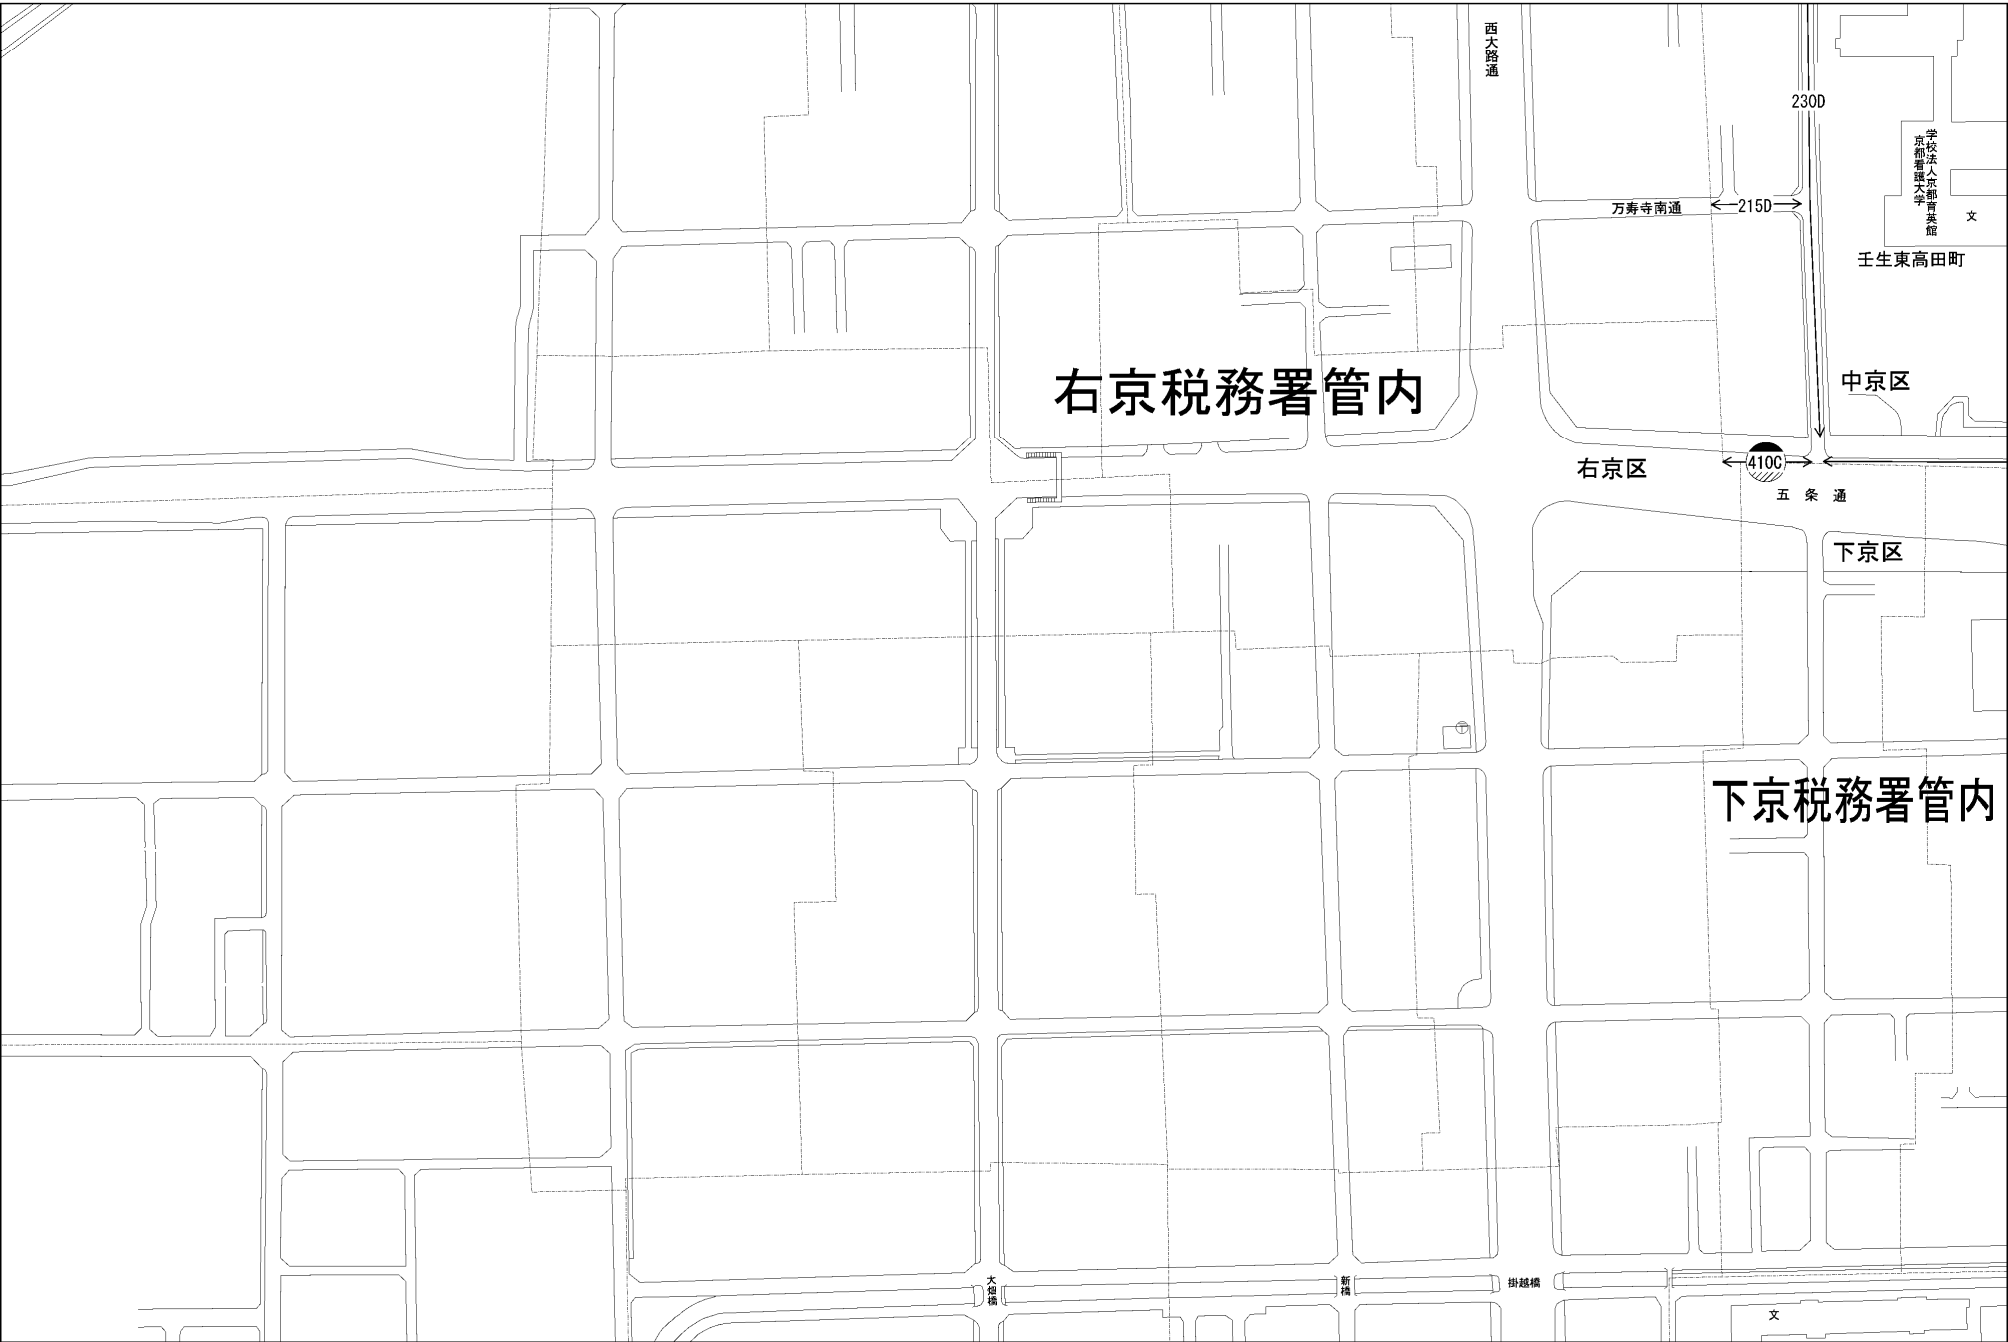 西大路通
230D
学校法人京都育英館
京都看護大学
文
万寿寺南通
215D
壬生東高田町
中京区
右京税務署管内
右京区
410C
五条通
下京区
下京税務署管内
大畑橋
新橋
掛越橋
文